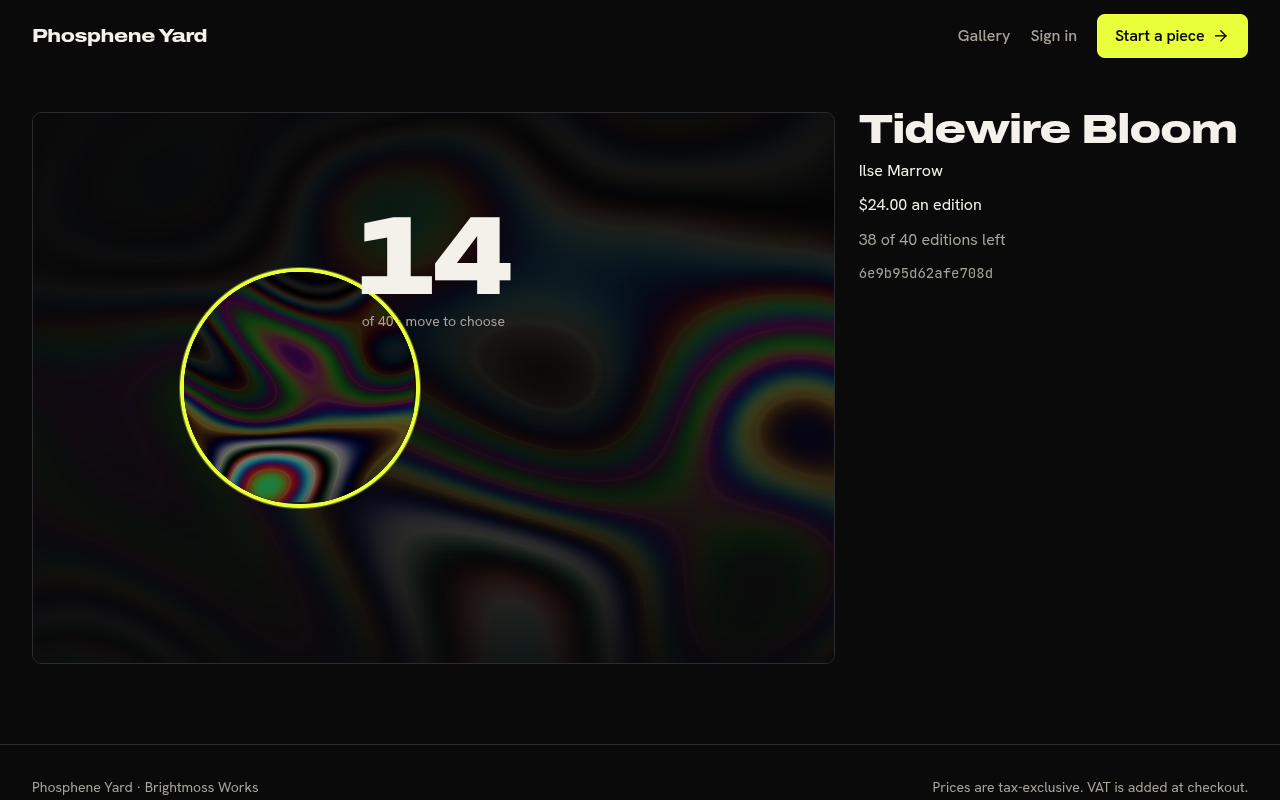 Phosphene Yard
Gallery
Sign in
Start a piece
14
of 40 · move to choose
Tidewire Bloom
Ilse Marrow
$24.00 an edition
38 of 40 editions left
6e9b95d62afe708d
Phosphene Yard · Brightmoss Works
Prices are tax-exclusive. VAT is added at checkout.